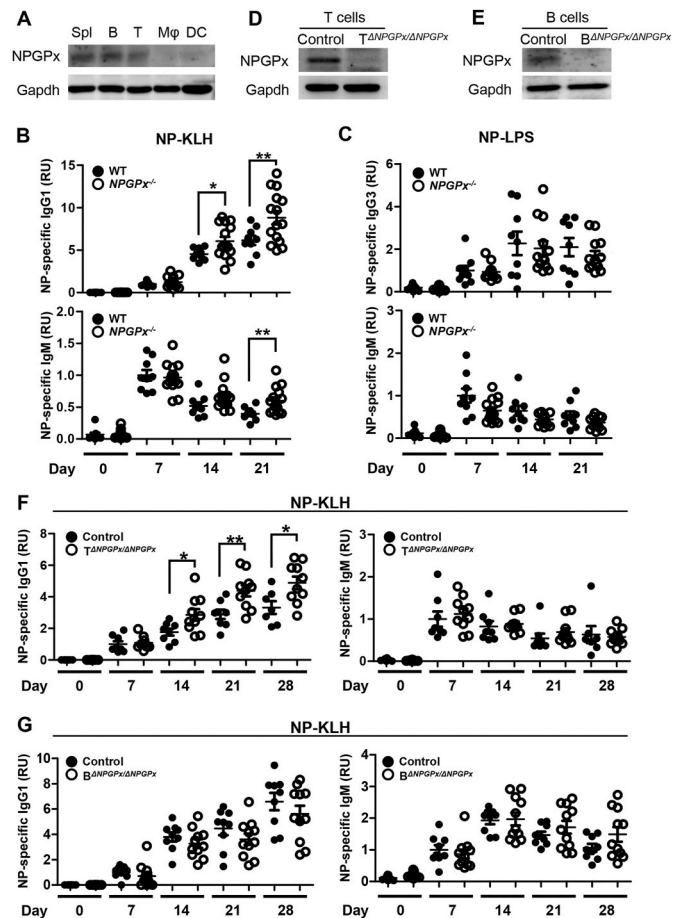 A
Spl B T Mφ DC
NPGPx
Gapdh
D
T cells
Control T^ΔNPGPx/ΔNPGPx
NPGPx
Gapdh
E
B cells
Control B^ΔNPGPx/ΔNPGPx
NPGPx
Gapdh
B
NP-KLH
NP-specific IgG1 (RU)
15
10
5
0
WT
NPGPx-/-
*
**
NP-specific IgM (RU)
2.0
1.5
1.0
0.5
0.0
WT
NPGPx-/-
**
Day 0 7 14 21
C
NP-LPS
NP-specific IgG3 (RU)
6
4
2
0
WT
NPGPx-/-
NP-specific IgM (RU)
4
3
2
1
0
WT
NPGPx-/-
Day 0 7 14 21
F
NP-KLH
NP-specific IgG1 (RU)
8
6
4
2
0
Control
T^ΔNPGPx/ΔNPGPx
*
**
*
Day 0 7 14 21 28
NP-specific IgM (RU)
3
2
1
0
Control
T^ΔNPGPx/ΔNPGPx
Day 0 7 14 21 28
G
NP-KLH
NP-specific IgG1 (RU)
10
8
6
4
2
0
Control
B^ΔNPGPx/ΔNPGPx
Day 0 7 14 21 28
NP-specific IgM (RU)
4
3
2
1
0
Control
B^ΔNPGPx/ΔNPGPx
Day 0 7 14 21 28